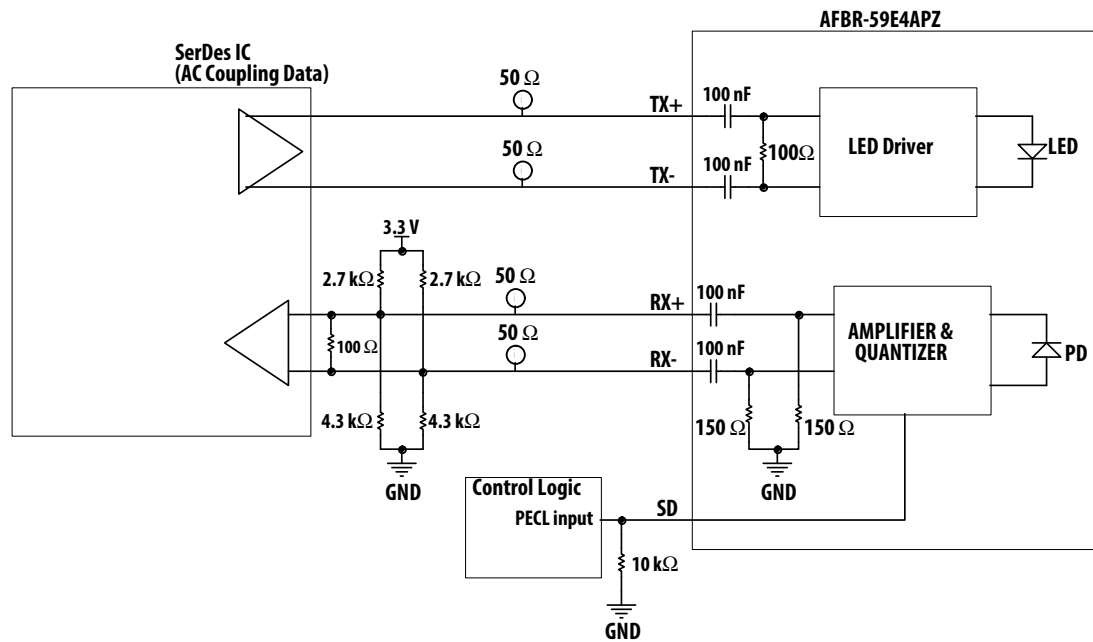 AFBR-59E4APZ
SerDes IC
(AC Coupling Data)
50 Ω
TX+
100 nF
LED Driver
LED
100Ω
50 Ω
TX-
100 nF
3.3 V
2.7 kΩ
2.7 kΩ
50 Ω
RX+
100 nF
AMPLIFIER &
QUANTIZER
PD
100 Ω
50 Ω
RX-
100 nF
4.3 kΩ
4.3 kΩ
150 Ω
150 Ω
GND
GND
Control Logic
PECL input
SD
10 kΩ
GND